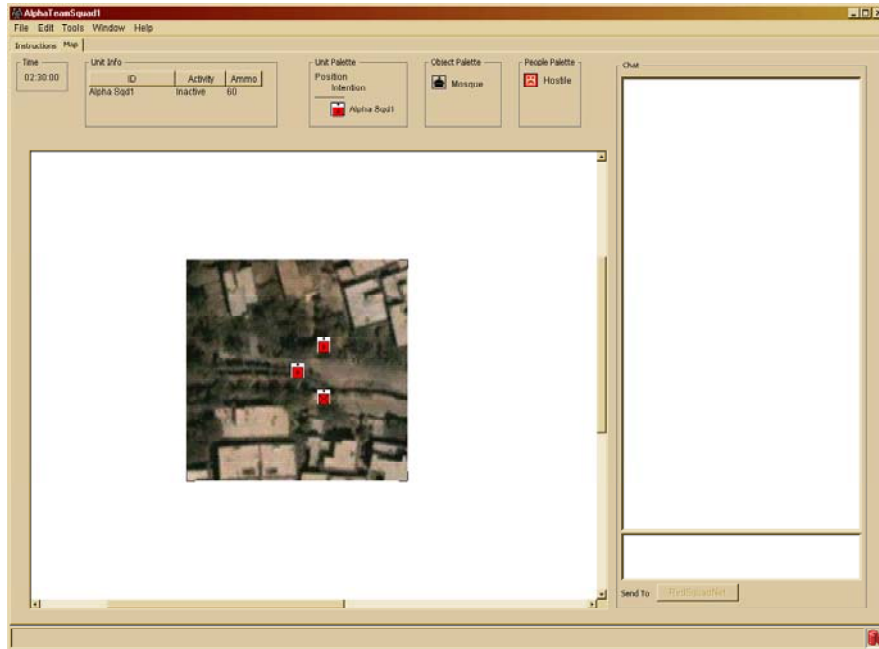 AlphaTeamSquad1
File Edit Tools Window Help
Instructions Map
Time
02:30:00
Unit Info
ID Activity Ammo
Alpha Sqd1 Inactive 60
Unit Palette
Position
Intention
Alpha Sqd1
Object Palette
Mosque
People Palette
Hostile
Chat
Send To RedSquadNet